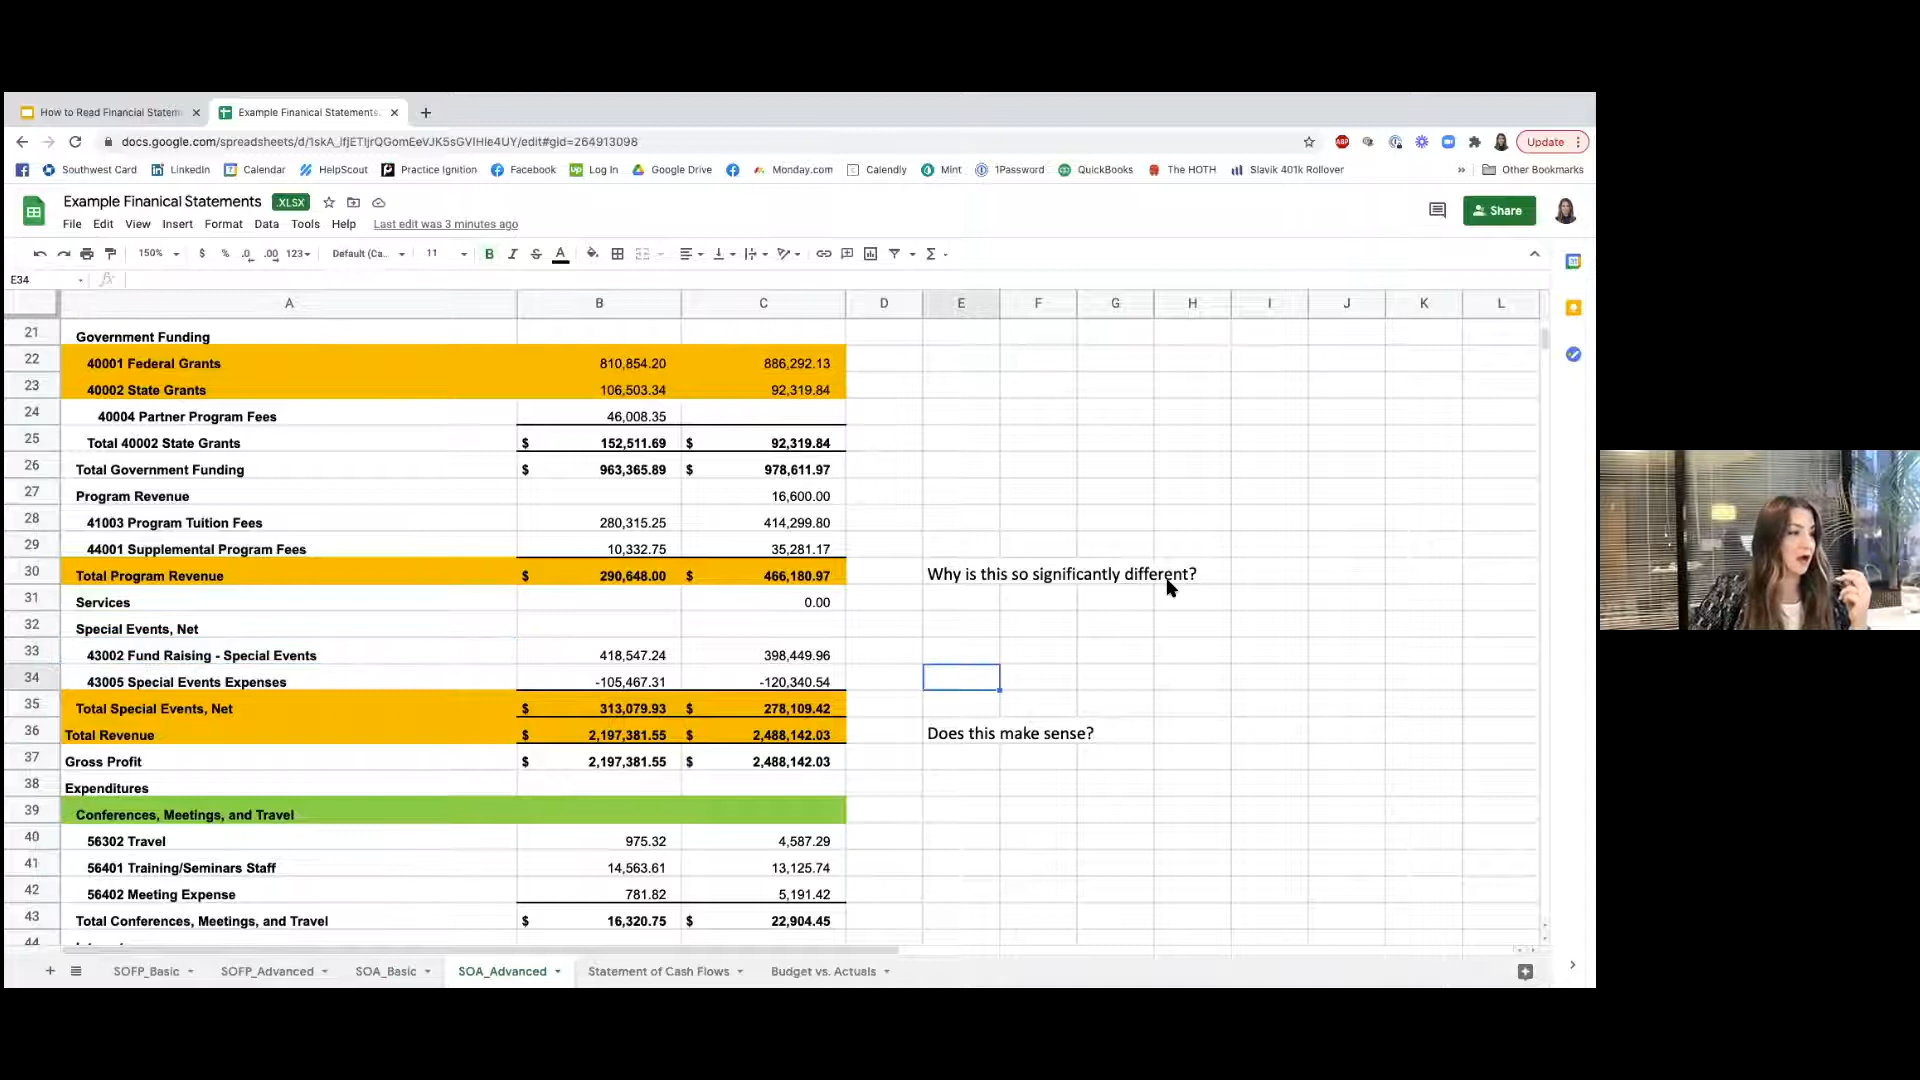 How to Read Financial Statem
Example Finanical Statements.
docs.google.com/spreadsheets/d/1skA_lfjETIjrQGomEeVJK5sGVIHIe4UY/edit#gid=264913098
Update
Southwest Card LinkedIn Calendar HelpScout Practice Ignition Facebook Log In Google Drive Monday.com Calendly Mint 1Password QuickBooks The HOTH Slavik 401k Rollover » Other Bookmarks
Example Finanical Statements .XLSX
Share
File Edit View Insert Format Data Tools Help Last edit was 3 minutes ago
150% $ % .0 .00 123 Default (Ca... 11 B I S A
E34 fx
A B C D E F G H I J K L
21 Government Funding
22 40001 Federal Grants 810,854.20 886,292.13
23 40002 State Grants 106,503.34 92,319.84
24 40004 Partner Program Fees 46,008.35
25 Total 40002 State Grants $ 152,511.69 $ 92,319.84
26 Total Government Funding $ 963,365.89 $ 978,611.97
27 Program Revenue 16,600.00
28 41003 Program Tuition Fees 280,315.25 414,299.80
29 44001 Supplemental Program Fees 10,332.75 35,281.17
30 Total Program Revenue $ 290,648.00 $ 466,180.97 Why is this so significantly different?
31 Services 0.00
32 Special Events, Net
33 43002 Fund Raising - Special Events 418,547.24 398,449.96
34 43005 Special Events Expenses -105,467.31 -120,340.54
35 Total Special Events, Net $ 313,079.93 $ 278,109.42
36 Total Revenue $ 2,197,381.55 $ 2,488,142.03 Does this make sense?
37 Gross Profit $ 2,197,381.55 $ 2,488,142.03
38 Expenditures
39 Conferences, Meetings, and Travel
40 56302 Travel 975.32 4,587.29
41 56401 Training/Seminars Staff 14,563.61 13,125.74
42 56402 Meeting Expense 781.82 5,191.42
43 Total Conferences, Meetings, and Travel $ 16,320.75 $ 22,904.45
44
SOFP_Basic SOFP_Advanced SOA_Basic SOA_Advanced Statement of Cash Flows Budget vs. Actuals